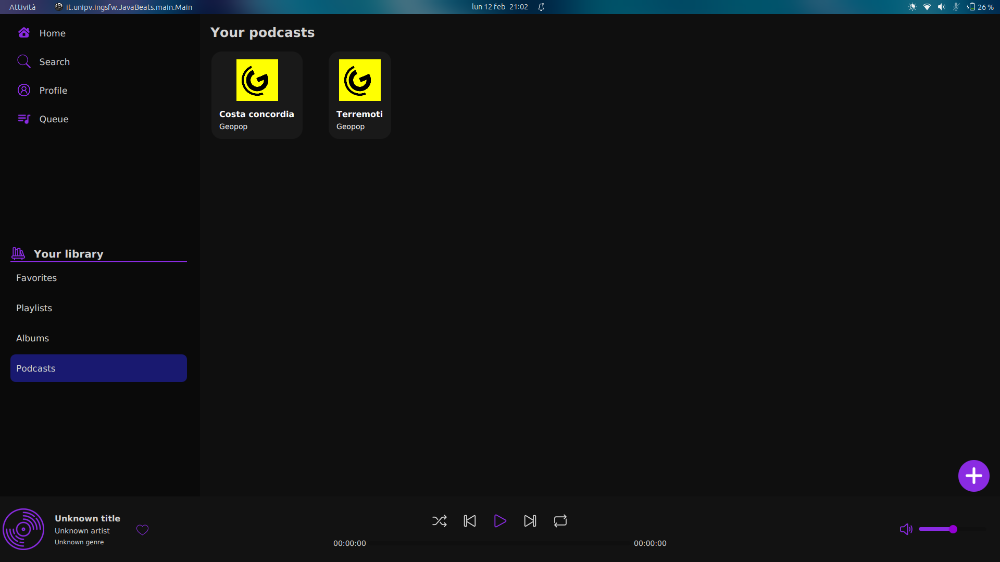 Attività
it.unipv.ingsfw.JavaBeats.main.Main
lun 12 feb 21:02
26 %
Home
Search
Profile
Queue
Your library
Favorites
Playlists
Albums
Podcasts
Your podcasts
Costa concordia
Geopop
Terremoti
Geopop
Unknown title
Unknown artist
Unknown genre
00:00:00
00:00:00